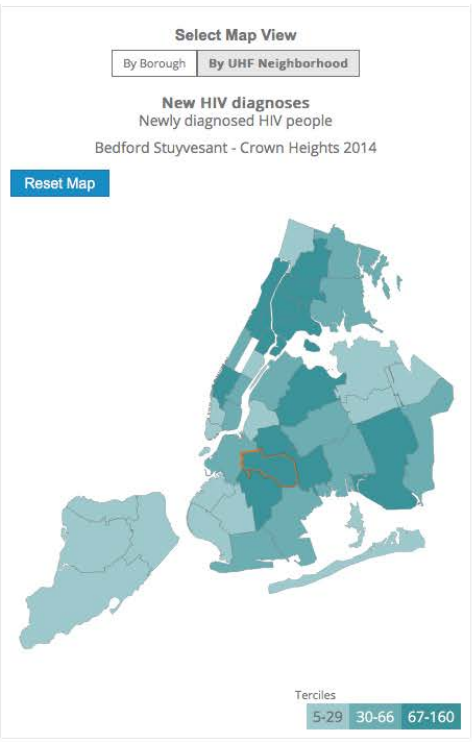 Select Map View
By Borough By UHF Neighborhood
New HIV diagnoses
Newly diagnosed HIV people
Bedford Stuyvesant - Crown Heights 2014
Reset Map
Terciles
5-29 30-66 67-160